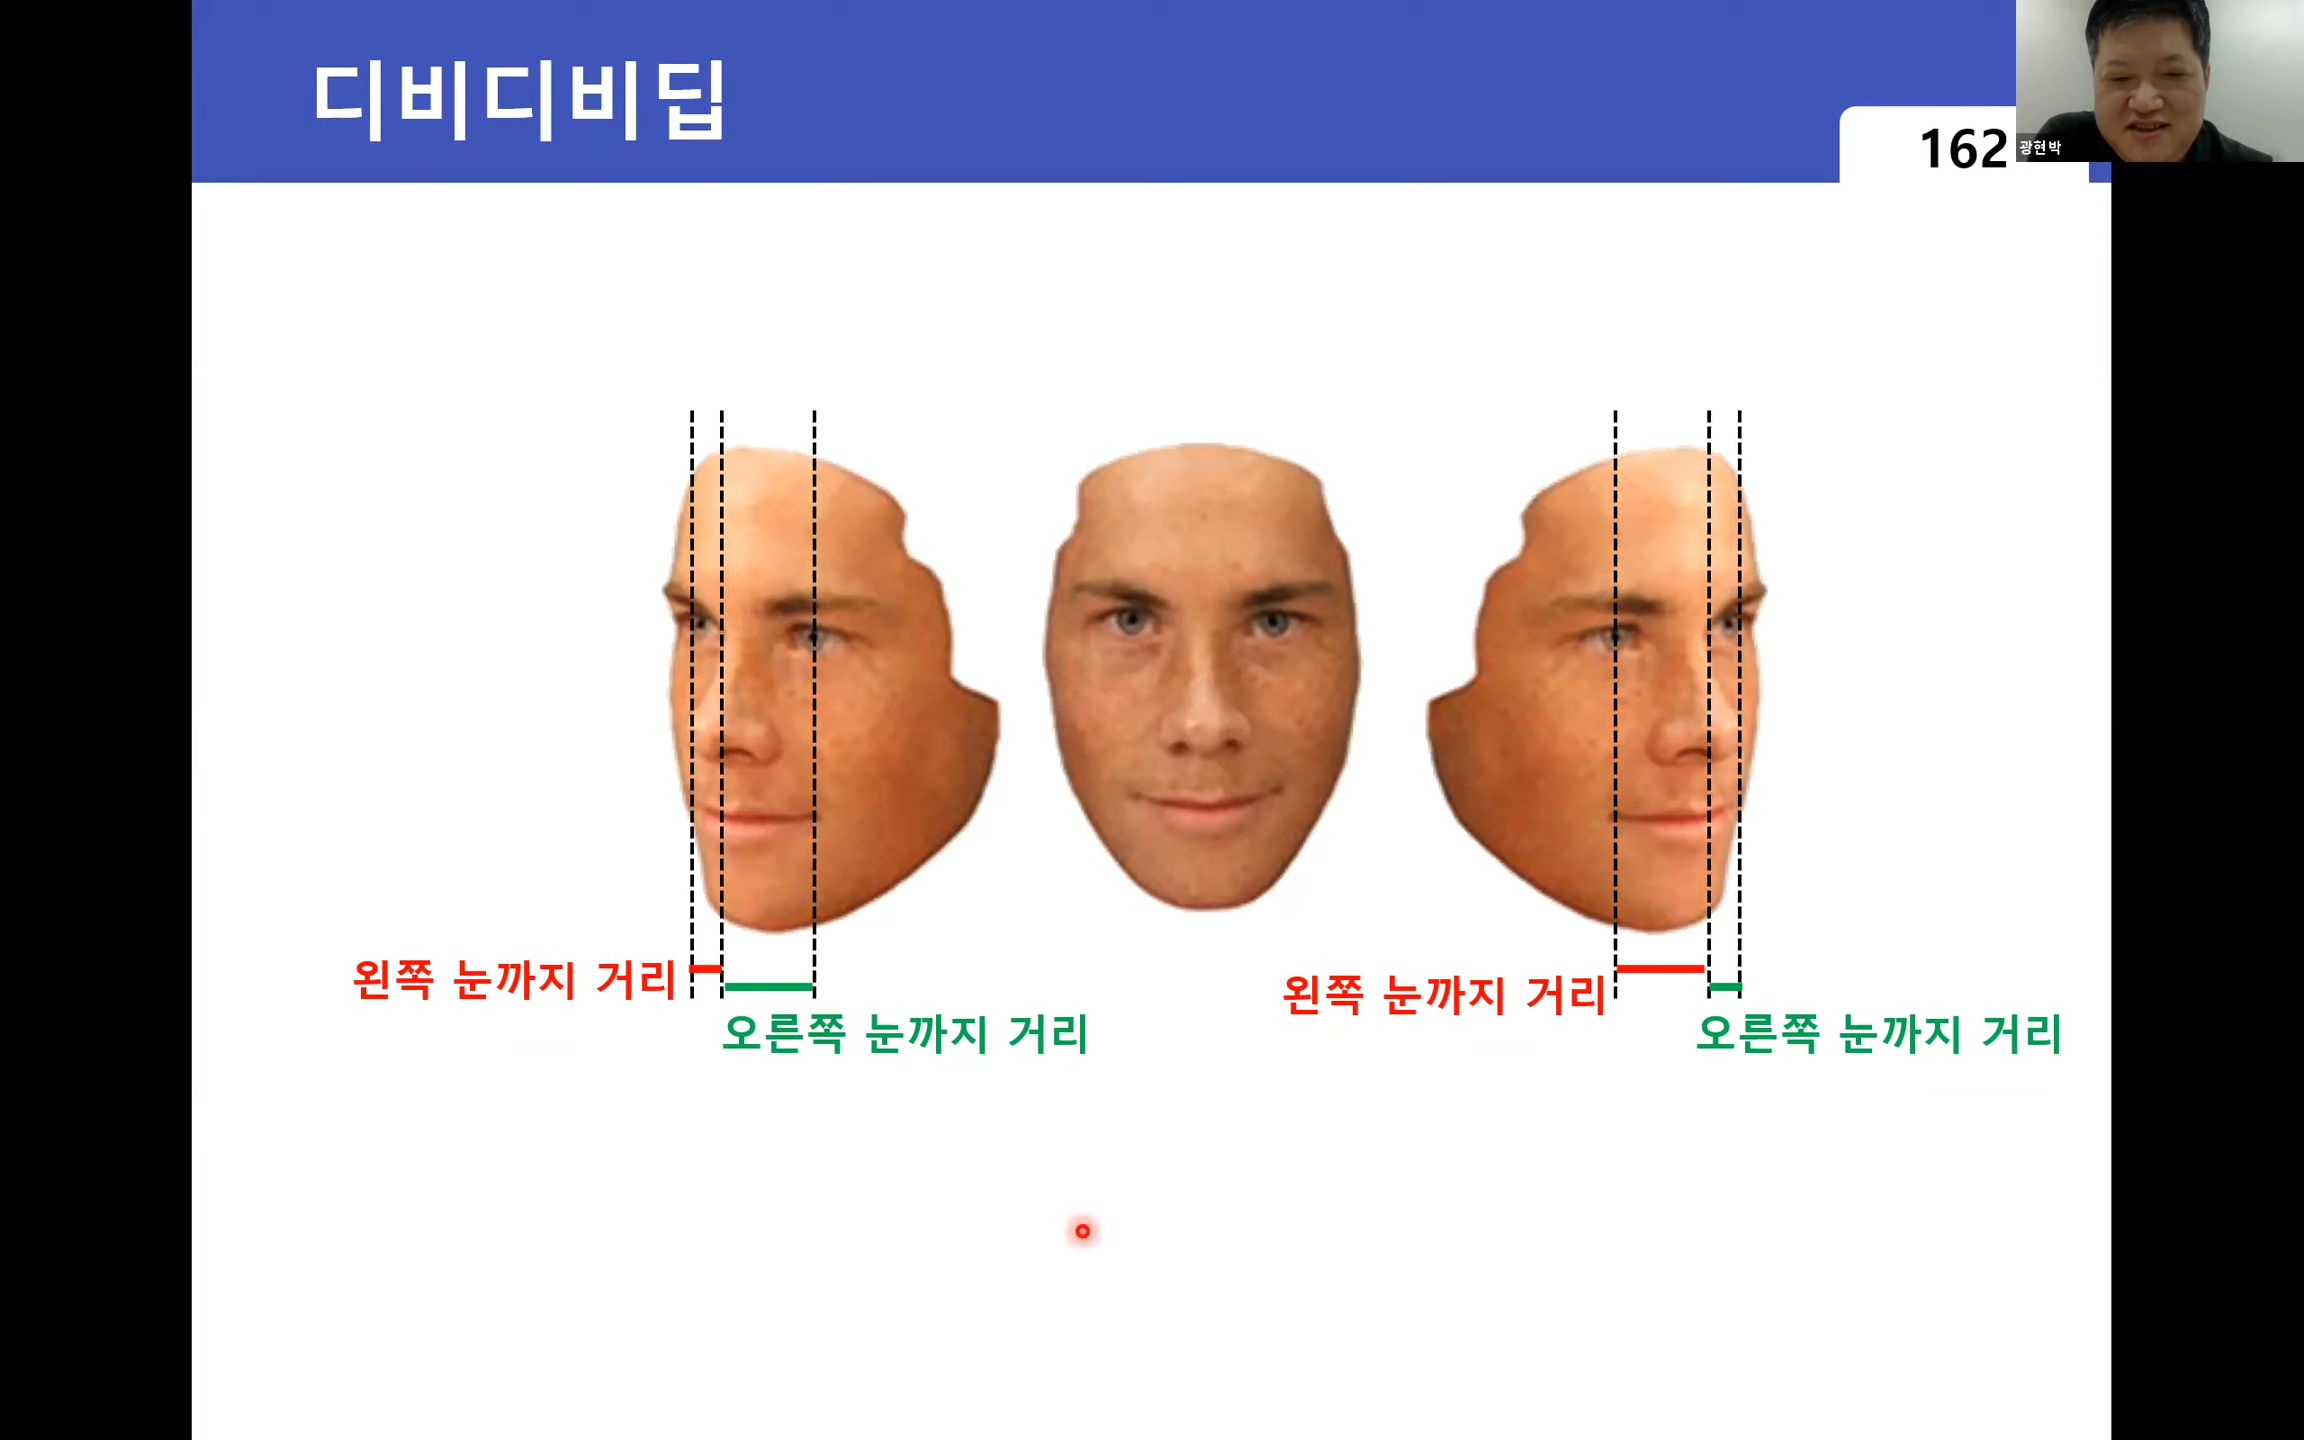 디비디비딥
162
광현박
왼쪽 눈까지 거리
오른쪽 눈까지 거리
왼쪽 눈까지 거리
오른쪽 눈까지 거리